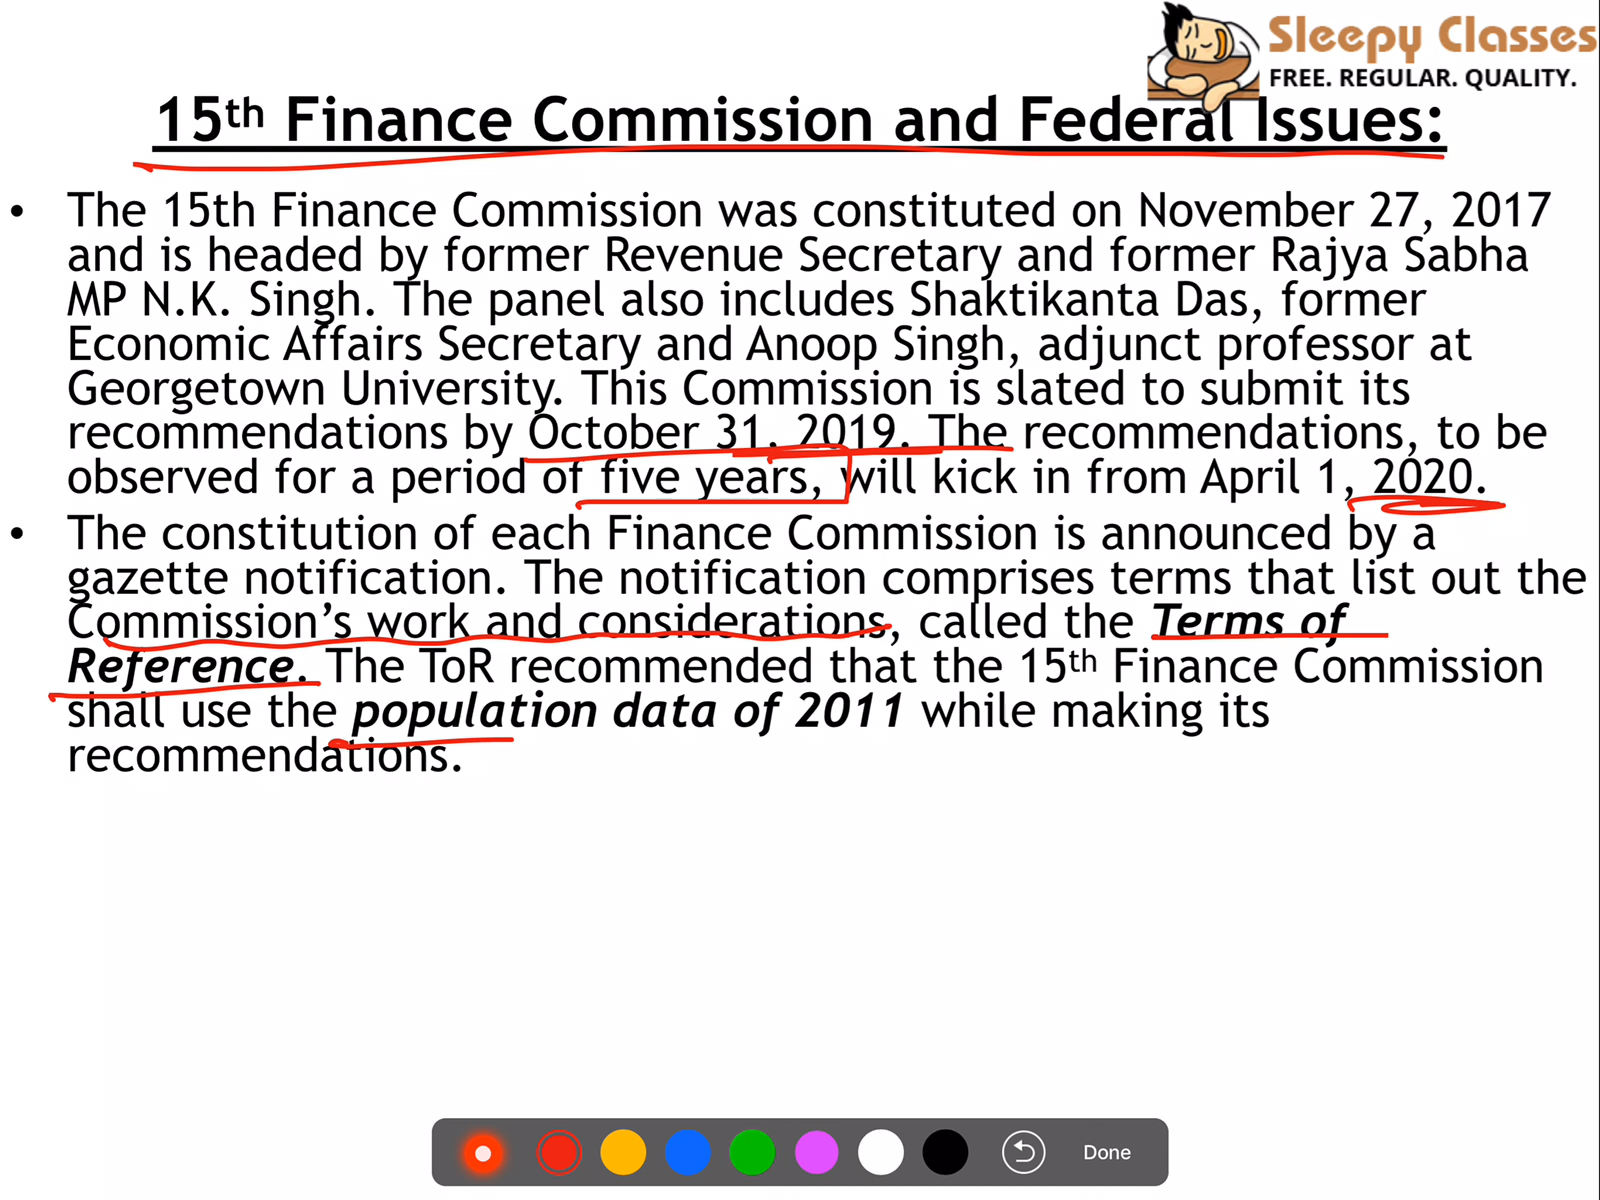 Sleepy Classes
FREE. REGULAR. QUALITY.
15th Finance Commission and Federal Issues:
• The 15th Finance Commission was constituted on November 27, 2017
and is headed by former Revenue Secretary and former Rajya Sabha
MP N.K. Singh. The panel also includes Shaktikanta Das, former
Economic Affairs Secretary and Anoop Singh, adjunct professor at
Georgetown University. This Commission is slated to submit its
recommendations by October 31, 2019. The recommendations, to be
observed for a period of five years, will kick in from April 1, 2020.
• The constitution of each Finance Commission is announced by a
gazette notification. The notification comprises terms that list out the
Commission’s work and considerations, called the Terms of
Reference. The ToR recommended that the 15th Finance Commission
shall use the population data of 2011 while making its
recommendations.
Done